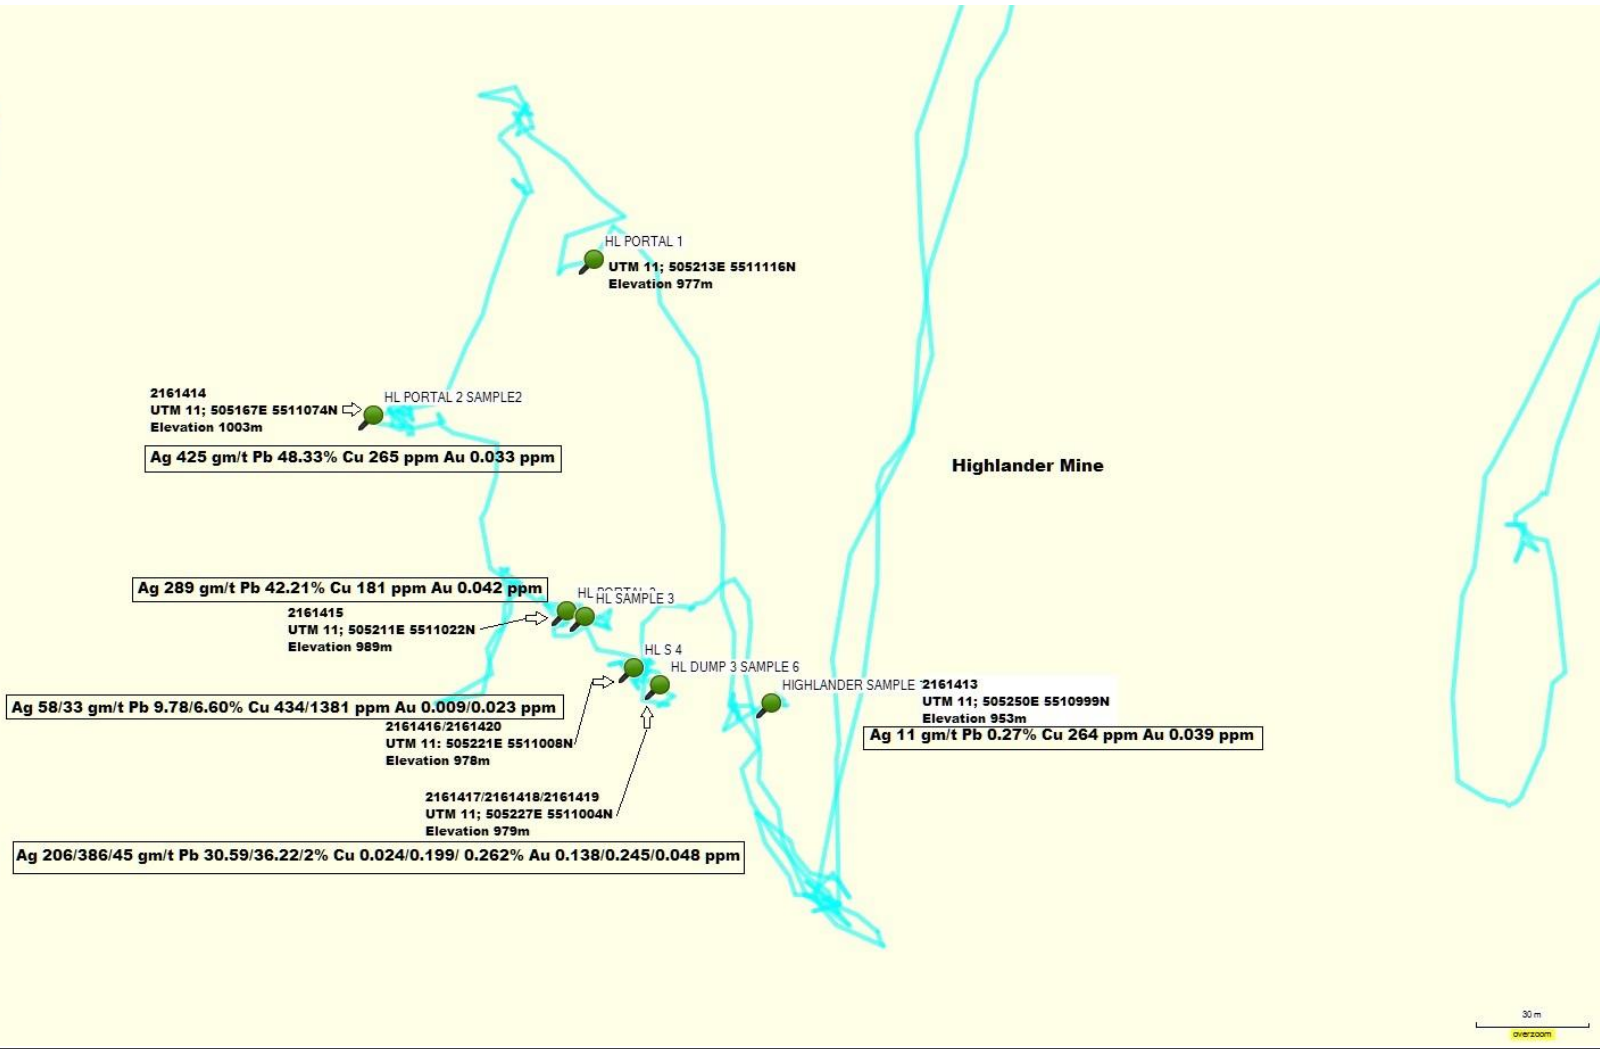 HL PORTAL 1
UTM 11; 505213E 5511116N
Elevation 977m
2161414
HL PORTAL 2 SAMPLE2
UTM 11; 505167E 5511074N
Elevation 1003m
Ag 425 gm/t Pb 48.33% Cu 265 ppm Au 0.033 ppm
Highlander Mine
Ag 289 gm/t Pb 42.21% Cu 181 ppm Au 0.042 ppm
HL PORTAL
HL SAMPLE 3
2161415
UTM 11; 505211E 5511022N
Elevation 989m
HL S 4
HL DUMP 3 SAMPLE 6
HIGHLANDER SAMPLE
2161413
UTM 11; 505250E 5510999N
Elevation 953m
Ag 11 gm/t Pb 0.27% Cu 264 ppm Au 0.039 ppm
Ag 58/33 gm/t Pb 9.78/6.60% Cu 434/1381 ppm Au 0.009/0.023 ppm
2161416/2161420
UTM 11: 505221E 5511008N
Elevation 978m
2161417/2161418/2161419
UTM 11; 505227E 5511004N
Elevation 979m
Ag 206/386/45 gm/t Pb 30.59/36.22/2% Cu 0.024/0.199/ 0.262% Au 0.138/0.245/0.048 ppm
30 m
overzoom